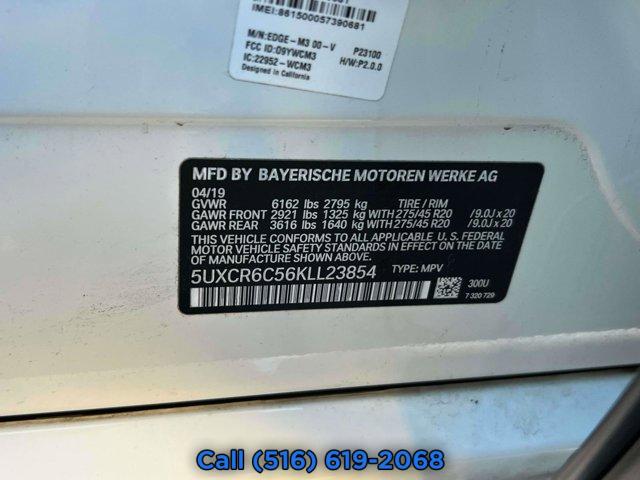 IMEI:861500057390681
M/N:EDGE-M3 00-V P23100
FCC ID:O9YWCM3 H/W:P2.0.0
IC:22952-WCM3
Designed in California
MFD BY BAYERISCHE MOTOREN WERKE AG
04/19
GVWR 6162 lbs 2795 kg TIRE / RIM
GAWR FRONT 2921 lbs 1325 kg WITH 275/45 R20 /9.0J x 20
GAWR REAR 3616 lbs 1640 kg WITH 275/45 R20 /9.0J x 20
THIS VEHICLE CONFORMS TO ALL APPLICABLE U.S. FEDERAL
MOTOR VEHICLE SAFETY STANDARDS IN EFFECT ON THE DATE
OF MANUFACTURE SHOWN ABOVE.
5UXCR6C56KLL23854 TYPE: MPV
300U
7 320 729
Call (516) 619-2068